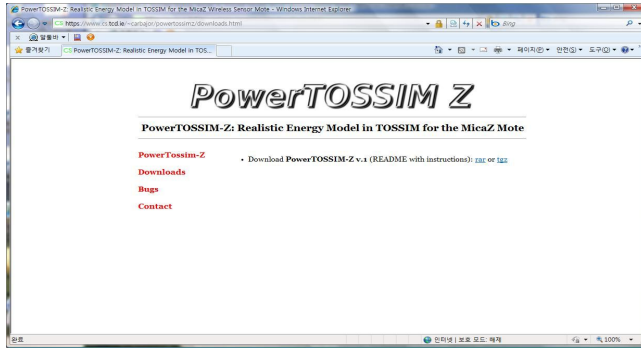 PowerTOSSIM-Z: Realistic Energy Model in TOSSIM for the MicaZ Wireless Sensor Mote - Windows Internet Explorer
https://www.cs.tcd.ie/~carbajor/powertossimz/downloads.html
Bing
알툴바
즐겨찾기
PowerTOSSIM-Z: Realistic Energy Model in TOS...
페이지(P) 안전(S) 도구(O)
PowerTOSSIM Z
PowerTOSSIM-Z: Realistic Energy Model in TOSSIM for the MicaZ Mote
PowerTossim-Z
• Download PowerTOSSIM-Z v.1 (README with instructions): rar or tgz
Downloads
Bugs
Contact
완료
인터넷 | 보호 모드: 해제
100%